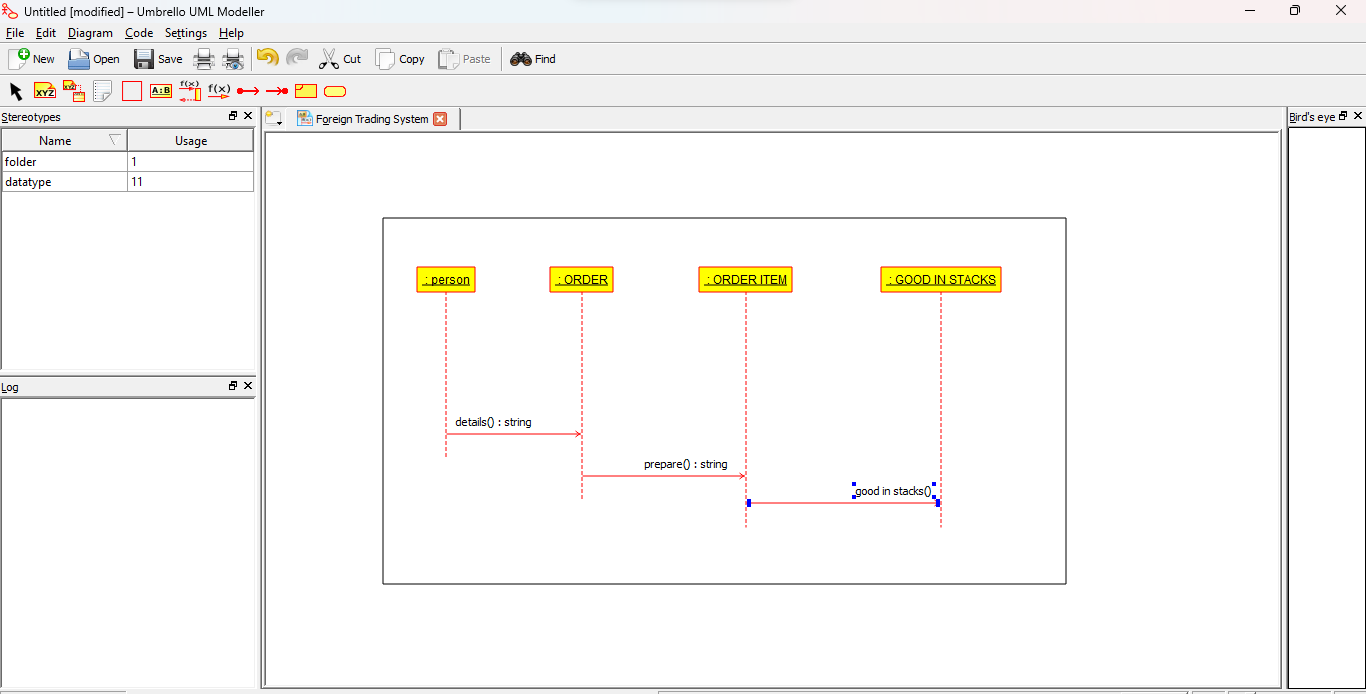 Untitled [modified] – Umbrello UML Modeller
File Edit Diagram Code Settings Help
New Open Save Cut Copy Paste Find
XYZ XYZ A:B f(x) f(x)
Stereotypes
Name Usage
folder 1
datatype 11
Log
Foreign Trading System
Bird's eye
: person : ORDER : ORDER ITEM : GOOD IN STACKS
details() : string
prepare() : string
good in stacks()